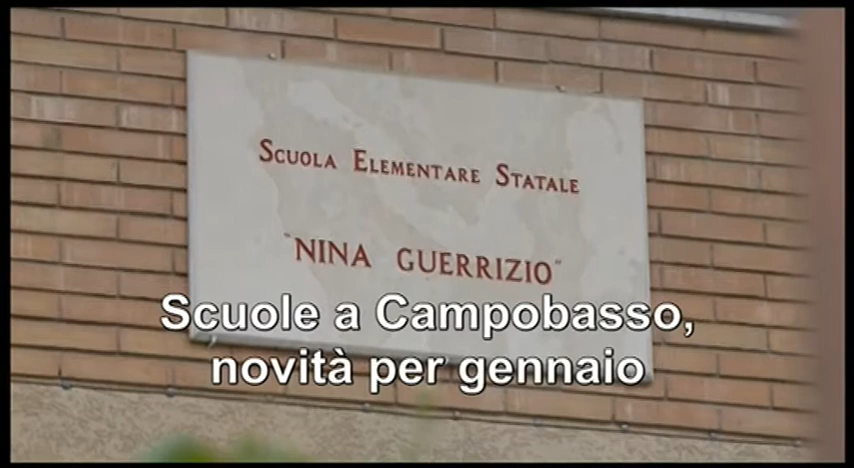 Scuola Elementare Statale
"NINA GUERRIZIO"
Scuole a Campobasso,
novità per gennaio